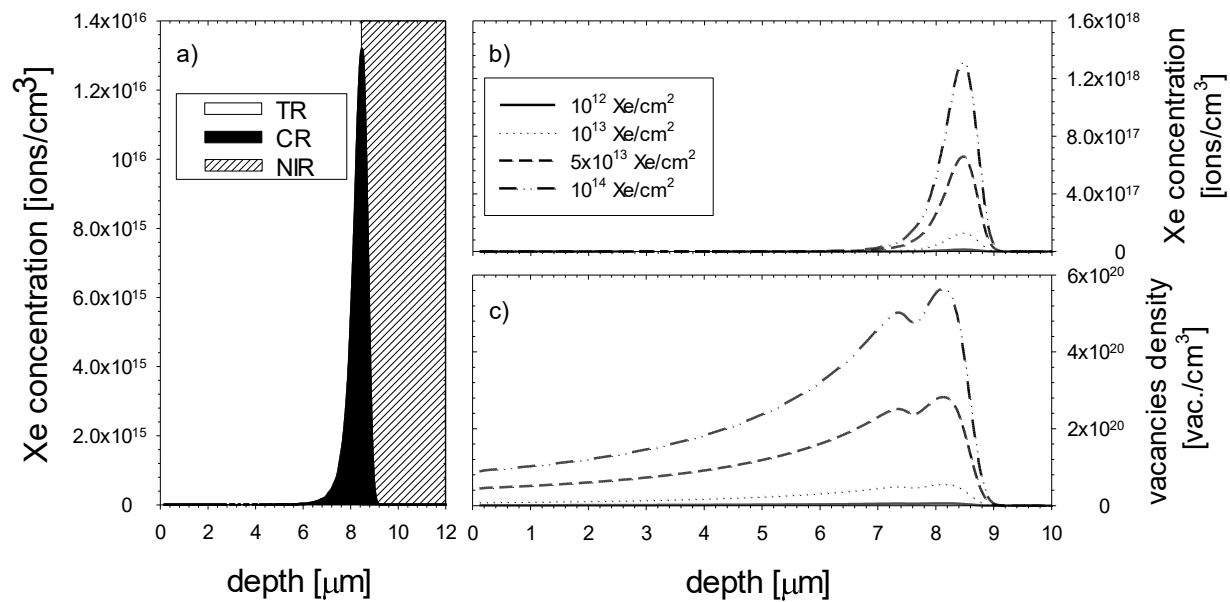 a)
Xe concentration [ions/cm³]
1.4x10¹⁶
1.2x10¹⁶
10¹⁶
8.0x10¹⁵
6.0x10¹⁵
4.0x10¹⁵
2.0x10¹⁵
0
TR
CR
NIR
0 2 4 6 8 10 12
depth [μm]
b)
10¹² Xe/cm²
10¹³ Xe/cm²
5x10¹³ Xe/cm²
10¹⁴ Xe/cm²
1.6x10¹⁸
1.2x10¹⁸
8.0x10¹⁷
4.0x10¹⁷
0
Xe concentration
[ions/cm³]
c)
6x10²⁰
4x10²⁰
2x10²⁰
0
vacancies density
[vac./cm³]
0 1 2 3 4 5 6 7 8 9 10
depth [μm]